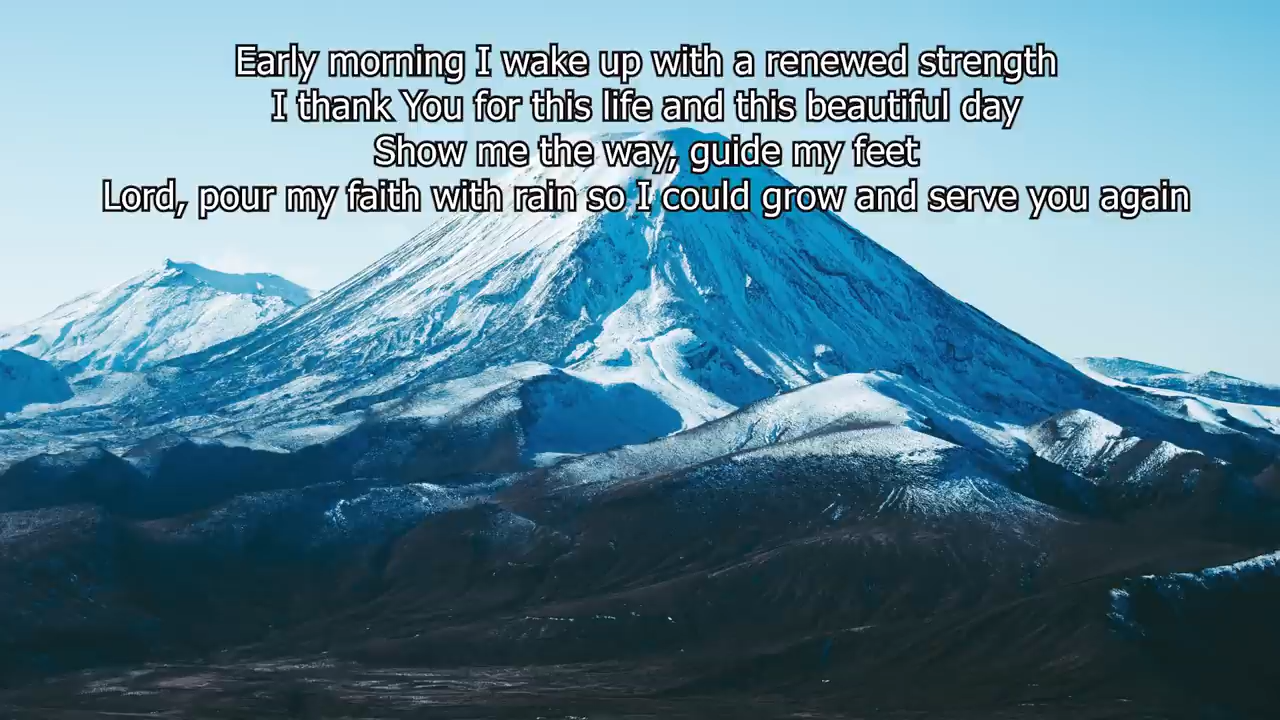 Early morning I wake up with a renewed strength
I thank You for this life and this beautiful day
Show me the way, guide my feet
Lord, pour my faith with rain so I could grow and serve you again